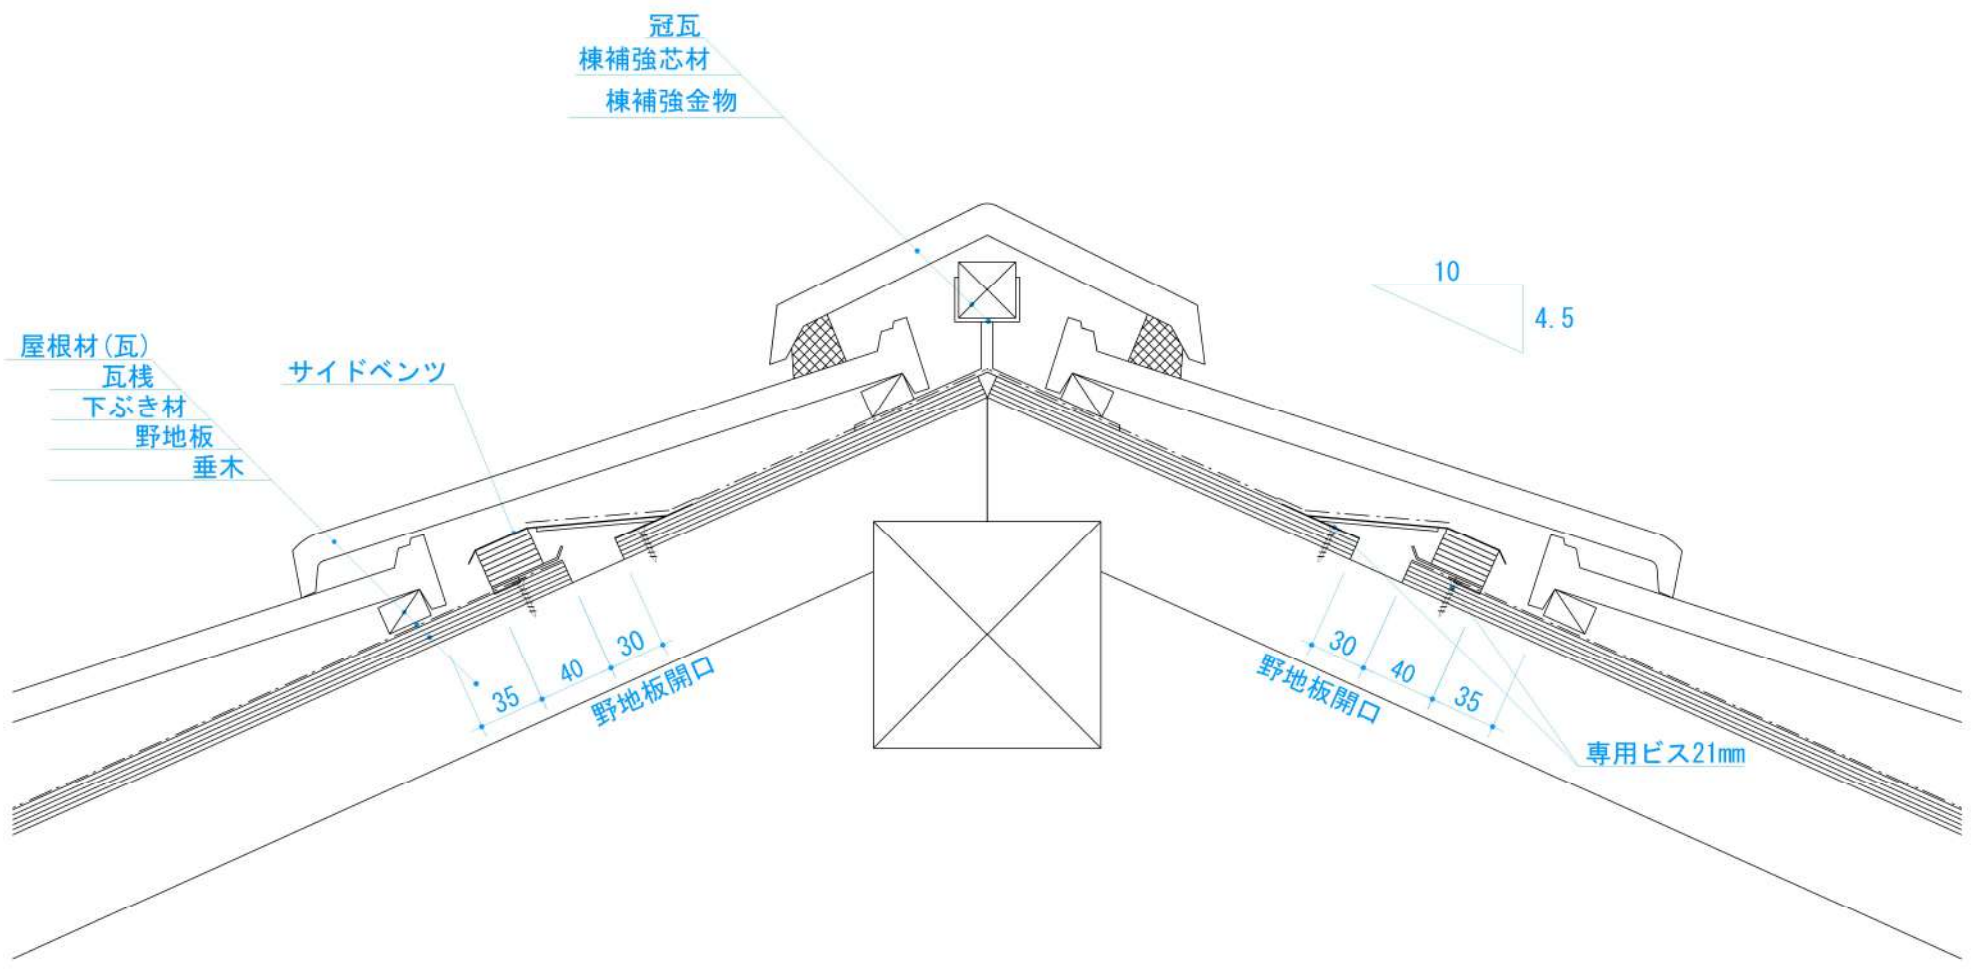 冠瓦
棟補強芯材
棟補強金物
10
4.5
屋根材(瓦)
瓦桟
下ぶき材
野地板
垂木
サイドベンツ
35
40
30
野地板開口
30
40
35
野地板開口
専用ビス21mm